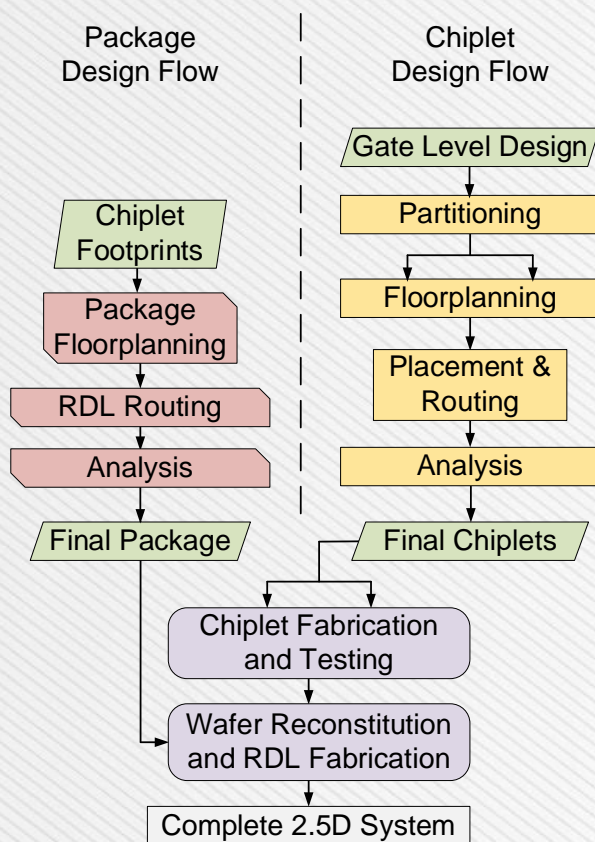 Package
Design Flow
Chiplet
Design Flow
Gate Level Design
Partitioning
Chiplet
Footprints
Floorplanning
Package
Floorplanning
Placement &
Routing
RDL Routing
Analysis
Analysis
Final Package
Final Chiplets
Chiplet Fabrication
and Testing
Wafer Reconstitution
and RDL Fabrication
Complete 2.5D System